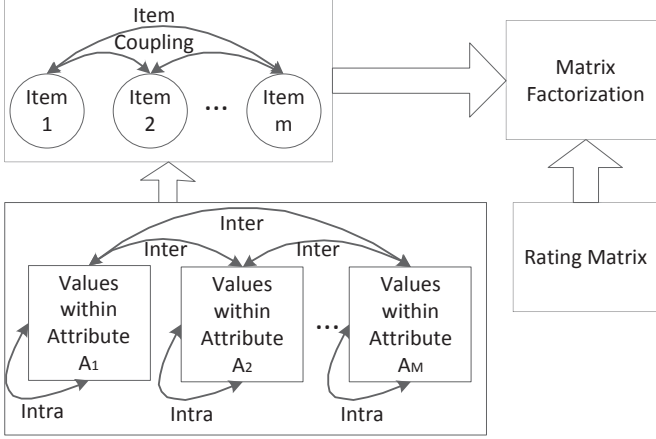 Item
Coupling
Item
1
Item
2
...
Item
m
Matrix
Factorization
Inter
Inter
Inter
Values
within
Attribute
A1
Values
within
Attribute
A2
...
Values
within
Attribute
AM
Intra
Intra
Intra
Rating Matrix